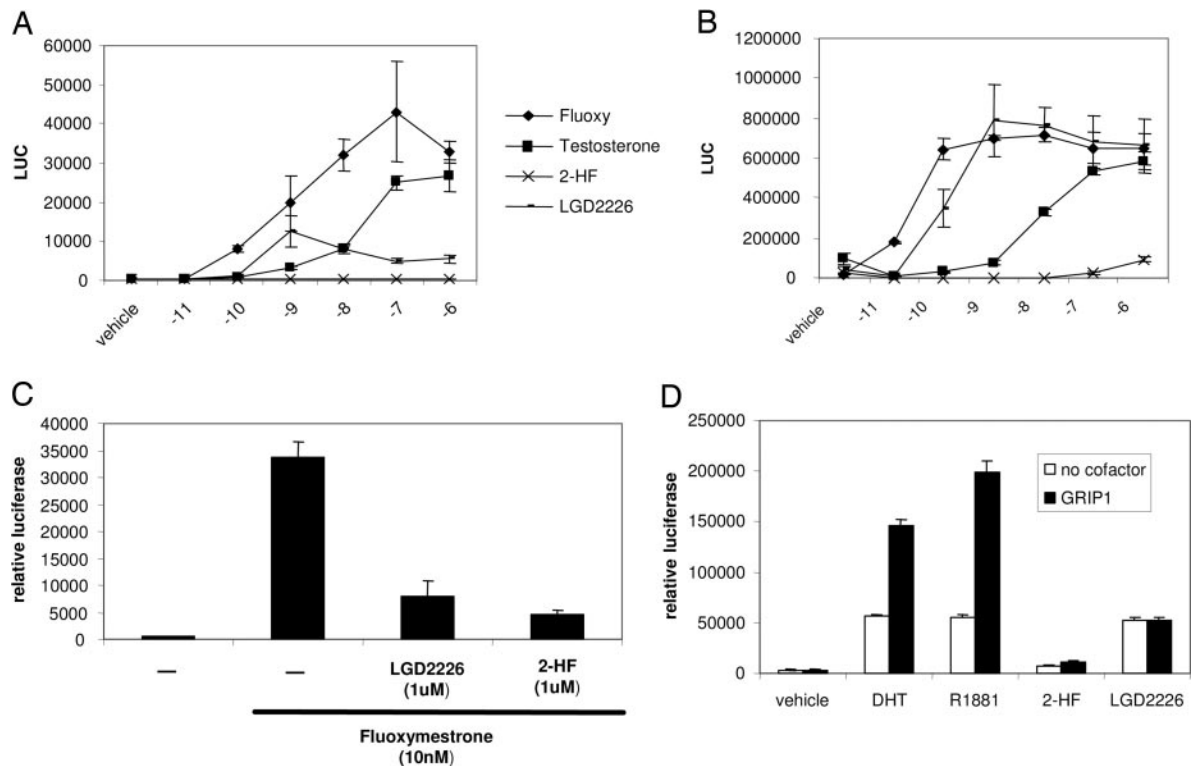 A
60000
50000
40000
30000
20000
10000
0
LUC
vehicle
-11
-10
-9
-8
-7
-6
Fluoxy
Testosterone
2-HF
LGD2226
B
1200000
1000000
800000
600000
400000
200000
0
LUC
vehicle
-11
-10
-9
-8
-7
-6
C
40000
35000
30000
25000
20000
15000
10000
5000
0
relative luciferase
— — LGD2226 2-HF
(1uM) (1uM)
Fluoxymestrone
(10nM)
D
250000
200000
150000
100000
50000
0
relative luciferase
no cofactor
GRIP1
vehicle DHT R1881 2-HF LGD2226